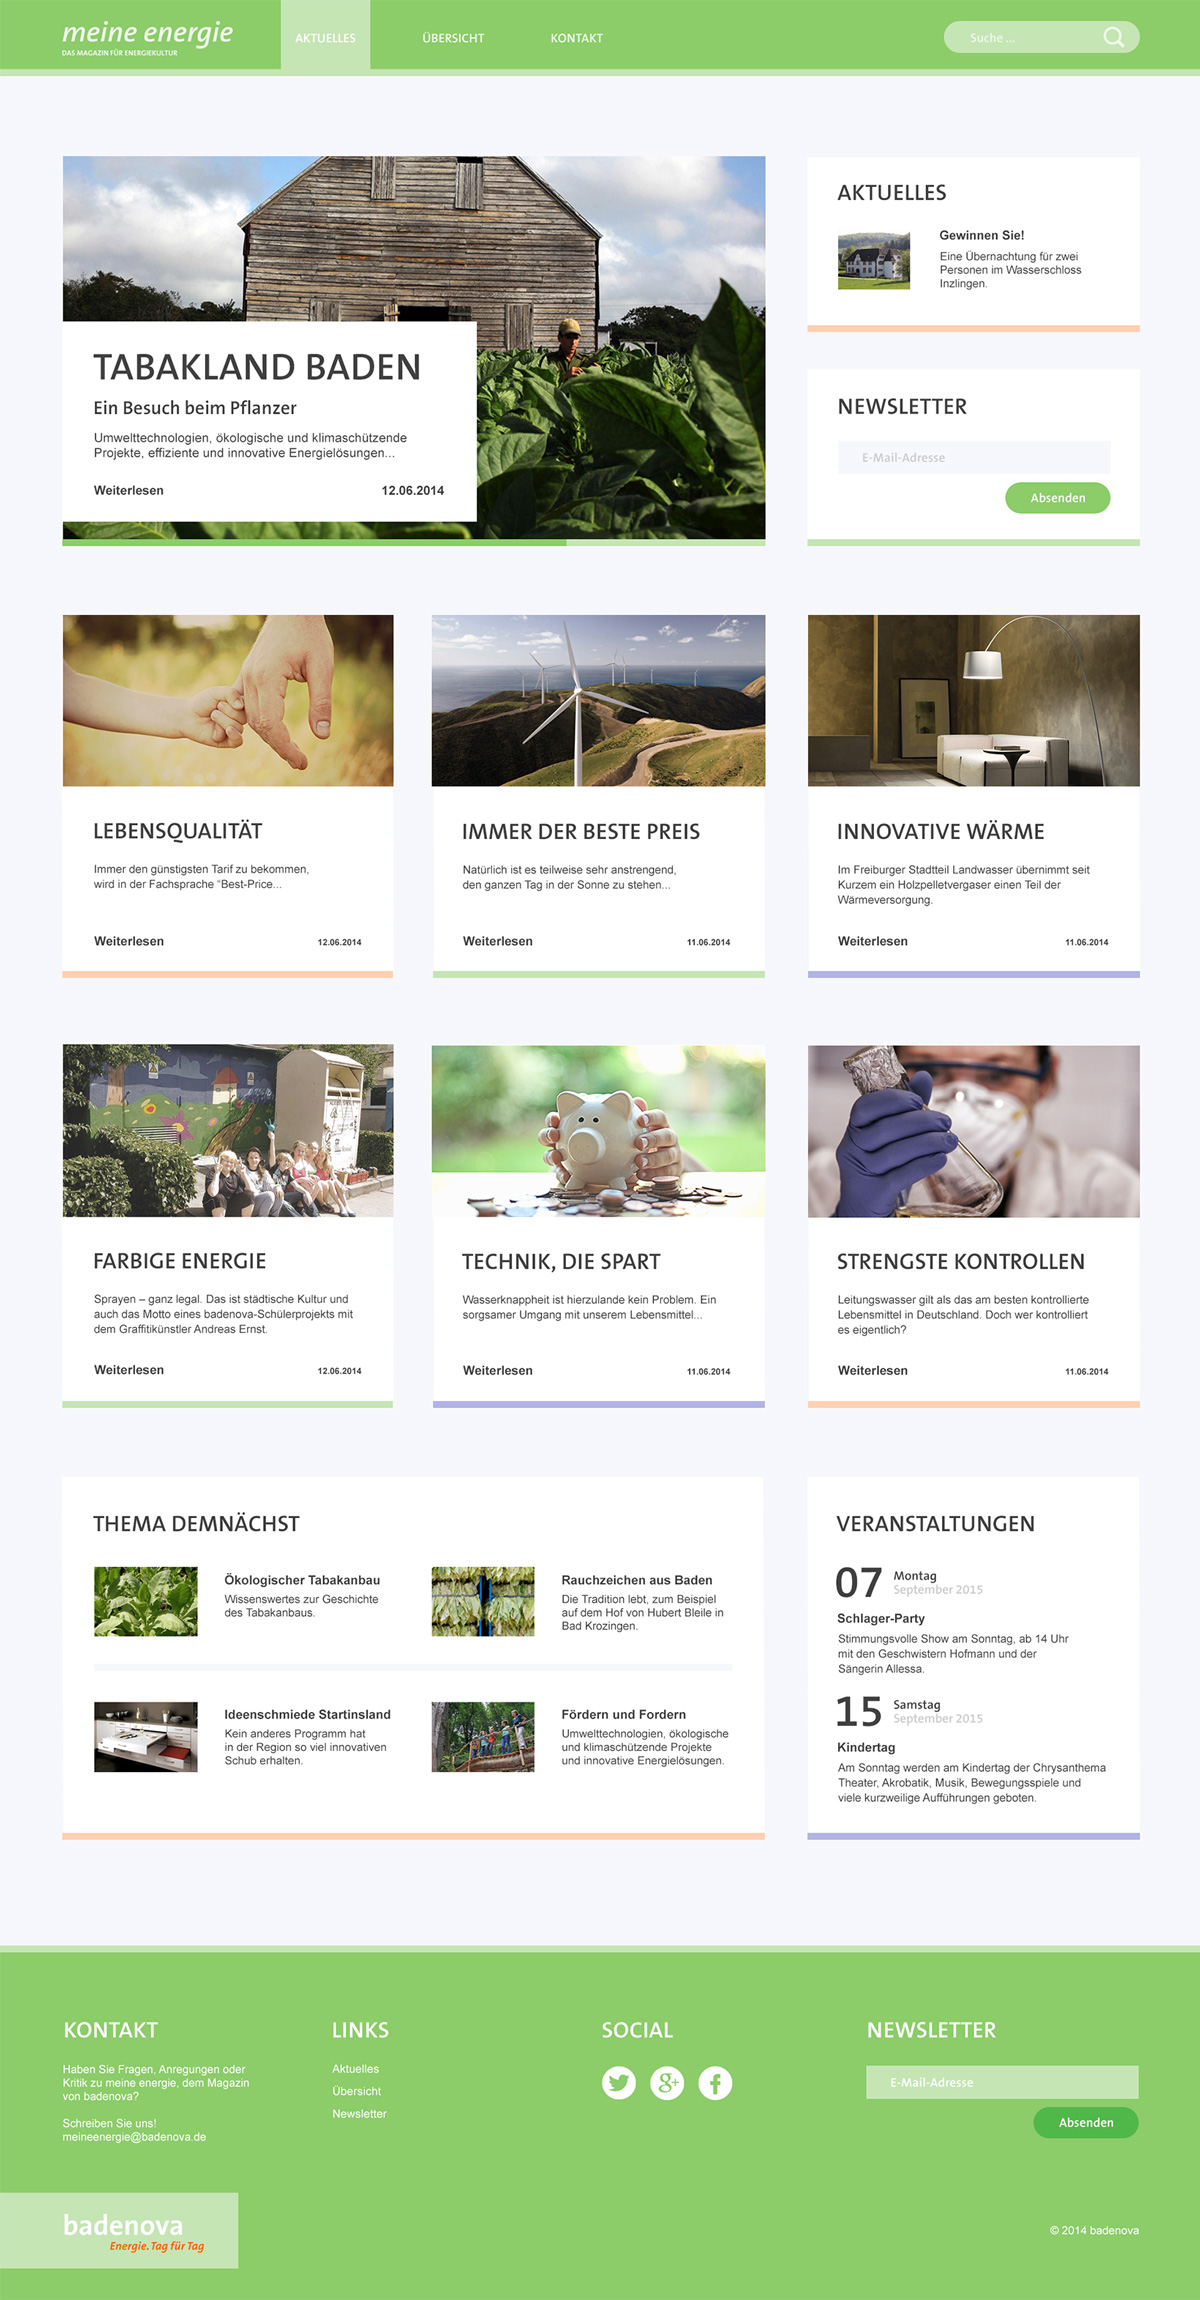 meine energie
DAS MAGAZIN FÜR ENERGIEKULTUR
AKTUELLES
ÜBERSICHT
KONTAKT
Suche ...
TABAKLAND BADEN
Ein Besuch beim Pflanzer
Umwelttechnologien, ökologische und klimaschützende
Projekte, effiziente und innovative Energielösungen...
Weiterlesen
12.06.2014
AKTUELLES
Gewinnen Sie!
Eine Übernachtung für zwei
Personen im Wasserschloss
Inzlingen.
NEWSLETTER
E-Mail-Adresse
Absenden
LEBENSQUALITÄT
Immer den günstigsten Tarif zu bekommen,
wird in der Fachsprache "Best-Price...
Weiterlesen
12.06.2014
IMMER DER BESTE PREIS
Natürlich ist es teilweise sehr anstrengend,
den ganzen Tag in der Sonne zu stehen...
Weiterlesen
11.06.2014
INNOVATIVE WÄRME
Im Freiburger Stadtteil Landwasser übernimmt seit
Kurzem ein Holzpelletvergaser einen Teil der
Wärmeversorgung.
Weiterlesen
11.06.2014
FARBIGE ENERGIE
Sprayen – ganz legal. Das ist städtische Kultur und
auch das Motto eines badenova-Schülerprojekts mit
dem Graffitikünstler Andreas Ernst.
Weiterlesen
12.06.2014
TECHNIK, DIE SPART
Wasserknappheit ist hierzulande kein Problem. Ein
sorgsamer Umgang mit unserem Lebensmittel...
Weiterlesen
11.06.2014
STRENGSTE KONTROLLEN
Leitungswasser gilt als das am besten kontrollierte
Lebensmittel in Deutschland. Doch wer kontrolliert
es eigentlich?
Weiterlesen
11.06.2014
THEMA DEMNÄCHST
Ökologischer Tabakanbau
Wissenswertes zur Geschichte
des Tabakanbaus.
Rauchzeichen aus Baden
Die Tradition lebt, zum Beispiel
auf dem Hof von Hubert Bleile in
Bad Krozingen.
Ideenschmiede Startinsland
Kein anderes Programm hat
in der Region so viel innovativen
Schub erhalten.
Fördern und Fordern
Umwelttechnologien, ökologische
und klimaschützende Projekte
und innovative Energielösungen.
VERANSTALTUNGEN
07
Montag
September 2015
Schlager-Party
Stimmungsvolle Show am Sonntag, ab 14 Uhr
mit den Geschwistern Hofmann und der
Sängerin Allessa.
15
Samstag
September 2015
Kindertag
Am Sonntag werden am Kindertag der Chrysanthema
Theater, Akrobatik, Musik, Bewegungsspiele und
viele kurzweilige Aufführungen geboten.
KONTAKT
Haben Sie Fragen, Anregungen oder
Kritik zu meine energie, dem Magazin
von badenova?
Schreiben Sie uns!
meineenergie@badenova.de
LINKS
Aktuelles
Übersicht
Newsletter
SOCIAL
g+
f
NEWSLETTER
E-Mail-Adresse
Absenden
badenova
Energie. Tag für Tag
© 2014 badenova